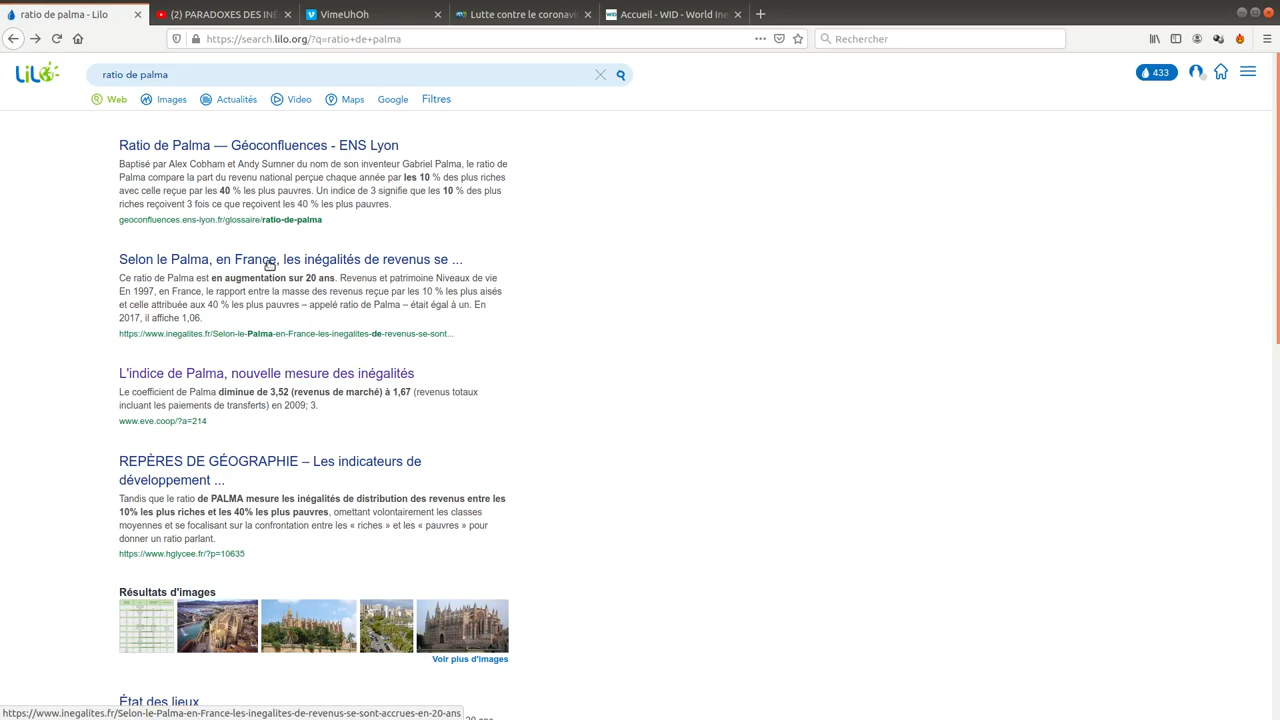 ratio de palma - Lilo
(2) PARADOXES DES INÉ
VimeUhOh
Lutte contre le coronavir
Accueil - WID - World Ine
https://search.lilo.org/?q=ratio+de+palma
Rechercher
LiLO
ratio de palma
433
Web
Images
Actualités
Video
Maps
Google
Filtres
Ratio de Palma — Géoconfluences - ENS Lyon
Baptisé par Alex Cobham et Andy Sumner du nom de son inventeur Gabriel Palma, le ratio de
Palma compare la part du revenu national perçue chaque année par les 10 % des plus riches
avec celle reçue par les 40 % les plus pauvres. Un indice de 3 signifie que les 10 % des plus
riches reçoivent 3 fois ce que reçoivent les 40 % les plus pauvres.
geoconfluences.ens-lyon.fr/glossaire/ratio-de-palma
Selon le Palma, en France, les inégalités de revenus se ...
Ce ratio de Palma est en augmentation sur 20 ans. Revenus et patrimoine Niveaux de vie
En 1997, en France, le rapport entre la masse des revenus reçue par les 10 % les plus aisés
et celle attribuée aux 40 % les plus pauvres – appelé ratio de Palma – était égal à un. En
2017, il affiche 1,06.
https://www.inegalites.fr/Selon-le-Palma-en-France-les-inegalites-de-revenus-se-sont...
L'indice de Palma, nouvelle mesure des inégalités
Le coefficient de Palma diminue de 3,52 (revenus de marché) à 1,67 (revenus totaux
incluant les paiements de transferts) en 2009; 3.
www.eve.coop/?a=214
REPÈRES DE GÉOGRAPHIE – Les indicateurs de
développement ...
Tandis que le ratio de PALMA mesure les inégalités de distribution des revenus entre les
10% les plus riches et les 40% les plus pauvres, omettant volontairement les classes
moyennes et se focalisant sur la confrontation entre les « riches » et les « pauvres » pour
donner un ratio parlant.
https://www.hglycee.fr/?p=10635
Résultats d'images
Voir plus d'images
État des lieux
https://www.inegalites.fr/Selon-le-Palma-en-France-les-inegalites-de-revenus-se-sont-accrues-en-20-ans
20 ans